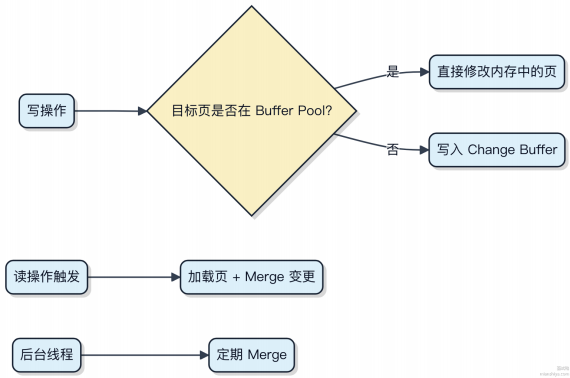 写操作
目标页是否在 Buffer Pool?
是
直接修改内存中的页
否
写入 Change Buffer
读操作触发
加载页 + Merge 变更
后台线程
定期 Merge